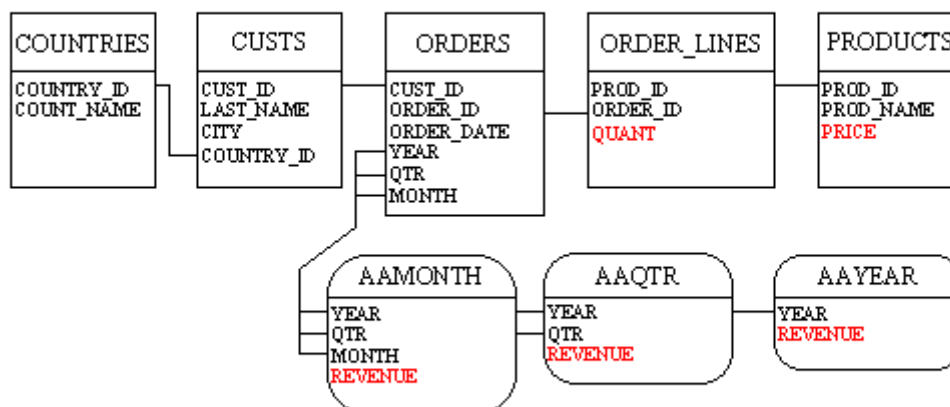 COUNTRIES
COUNTRY_ID
COUNT_NAME
CUSTS
CUST_ID
LAST_NAME
CITY
COUNTRY_ID
ORDERS
CUST_ID
ORDER_ID
ORDER_DATE
YEAR
QTR
MONTH
ORDER_LINES
PROD_ID
ORDER_ID
QUANT
PRODUCTS
PROD_ID
PROD_NAME
PRICE
AAMONTH
YEAR
QTR
MONTH
REVENUE
AAQTR
YEAR
QTR
REVENUE
AAYEAR
YEAR
REVENUE